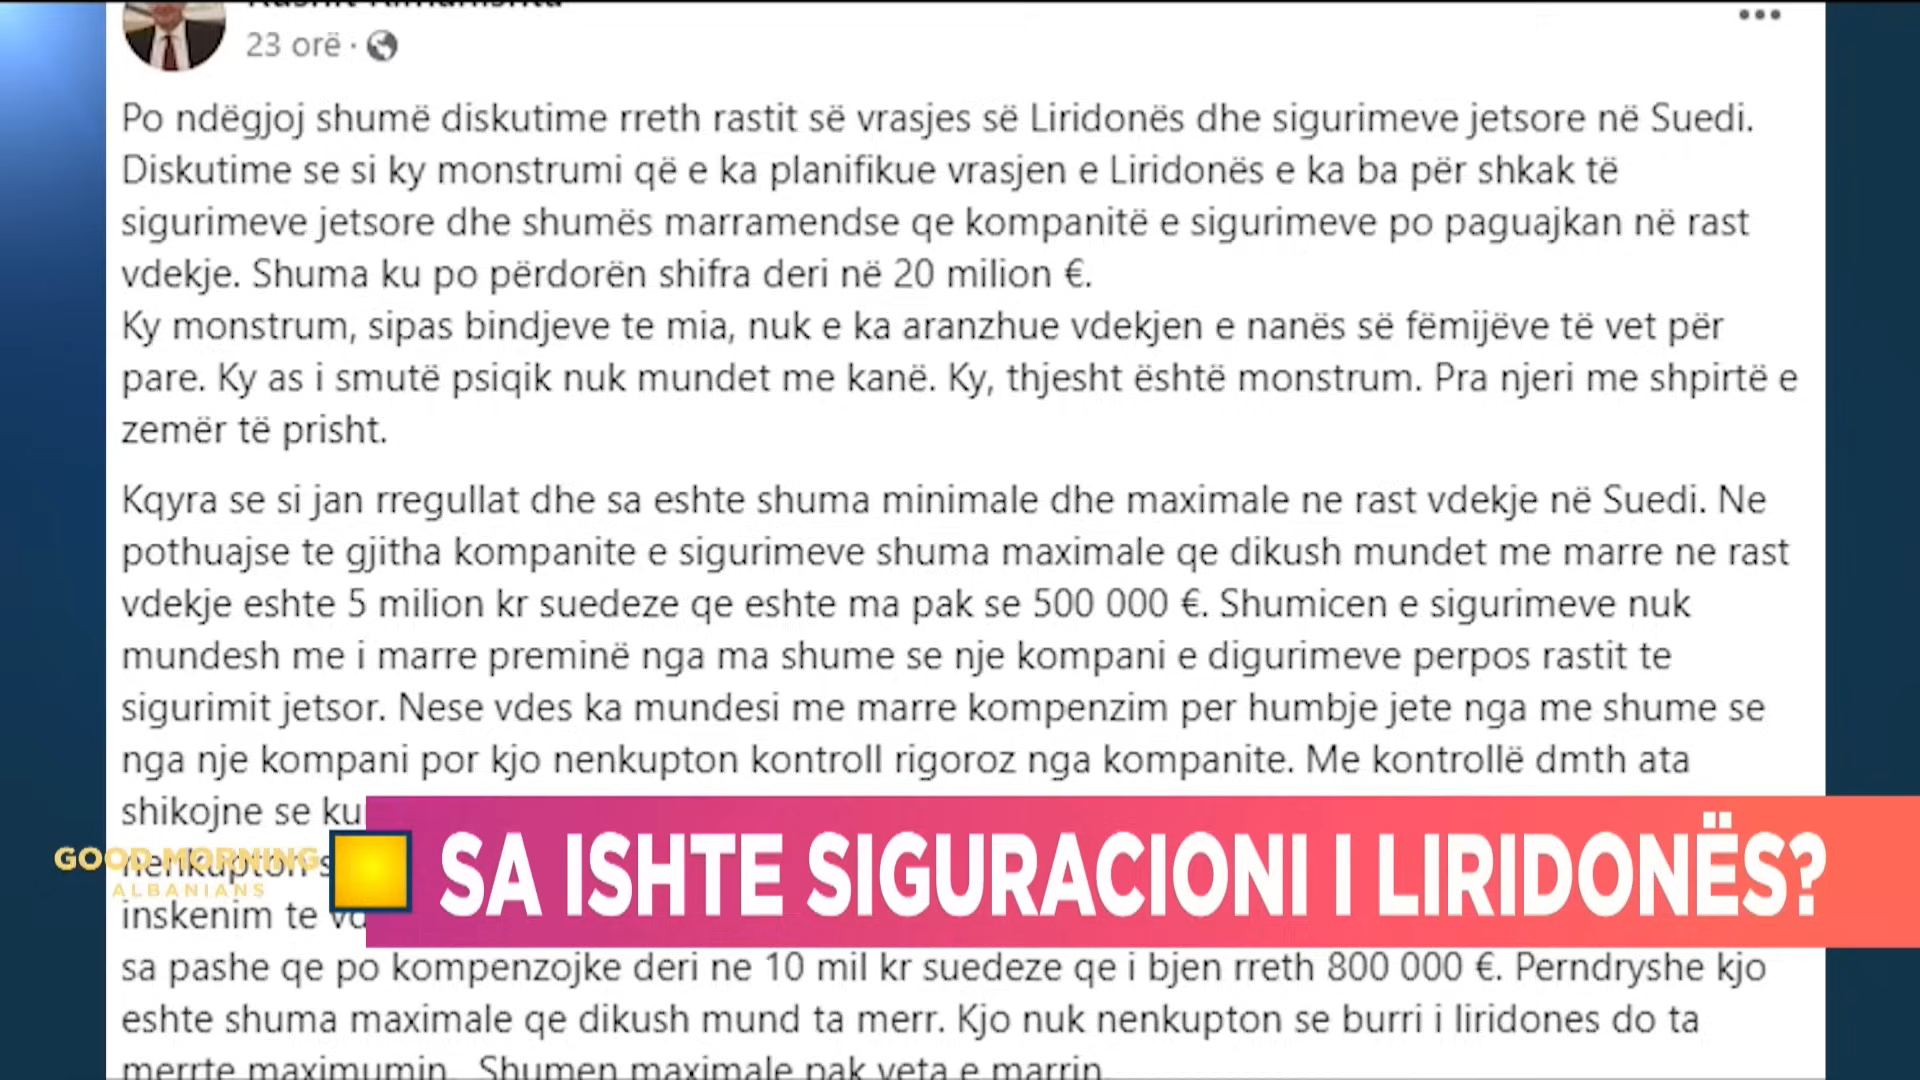 23 orë ·
Po ndëgjoj shumë diskutime rreth rastit së vrasjes së Liridonës dhe sigurimeve jetsore në Suedi.
Diskutime se si ky monstrumi që e ka planifikue vrasjen e Liridonës e ka ba për shkak të
sigurimeve jetsore dhe shumës marramendse qe kompanitë e sigurimeve po paguajkan në rast
vdekje. Shuma ku po përdorën shifra deri në 20 milion €.
Ky monstrum, sipas bindjeve te mia, nuk e ka aranzhue vdekjen e nanës së fëmijëve të vet për
pare. Ky as i smutë psiqik nuk mundet me kanë. Ky, thjesht është monstrum. Pra njeri me shpirtë e
zemër të prisht.
Kqyra se si jan rregullat dhe sa eshte shuma minimale dhe maximale ne rast vdekje në Suedi. Ne
pothuajse te gjitha kompanite e sigurimeve shuma maximale qe dikush mundet me marre ne rast
vdekje eshte 5 milion kr suedeze qe eshte ma pak se 500 000 €. Shumicen e sigurimeve nuk
mundesh me i marre preminë nga ma shume se nje kompani e digurimeve perpos rastit te
sigurimit jetsor. Nese vdes ka mundesi me marre kompenzim per humbje jete nga me shume se
nga nje kompani por kjo nenkupton kontroll rigoroz nga kompanite. Me kontrollë dmth ata
shikojne se
nenkupton
GOOD MORNING
ALBANIANS
SA ISHTE SIGURACIONI I LIRIDONËS?
inskenim te
sa pashe qe po kompenzojke deri ne 10 mil kr suedeze qe i bjen rreth 800 000 €. Perndryshe kjo
eshte shuma maximale qe dikush mund ta merr. Kjo nuk nenkupton se burri i liridones do ta
merrte maximumin. Shumen maximale pak veta e marrin